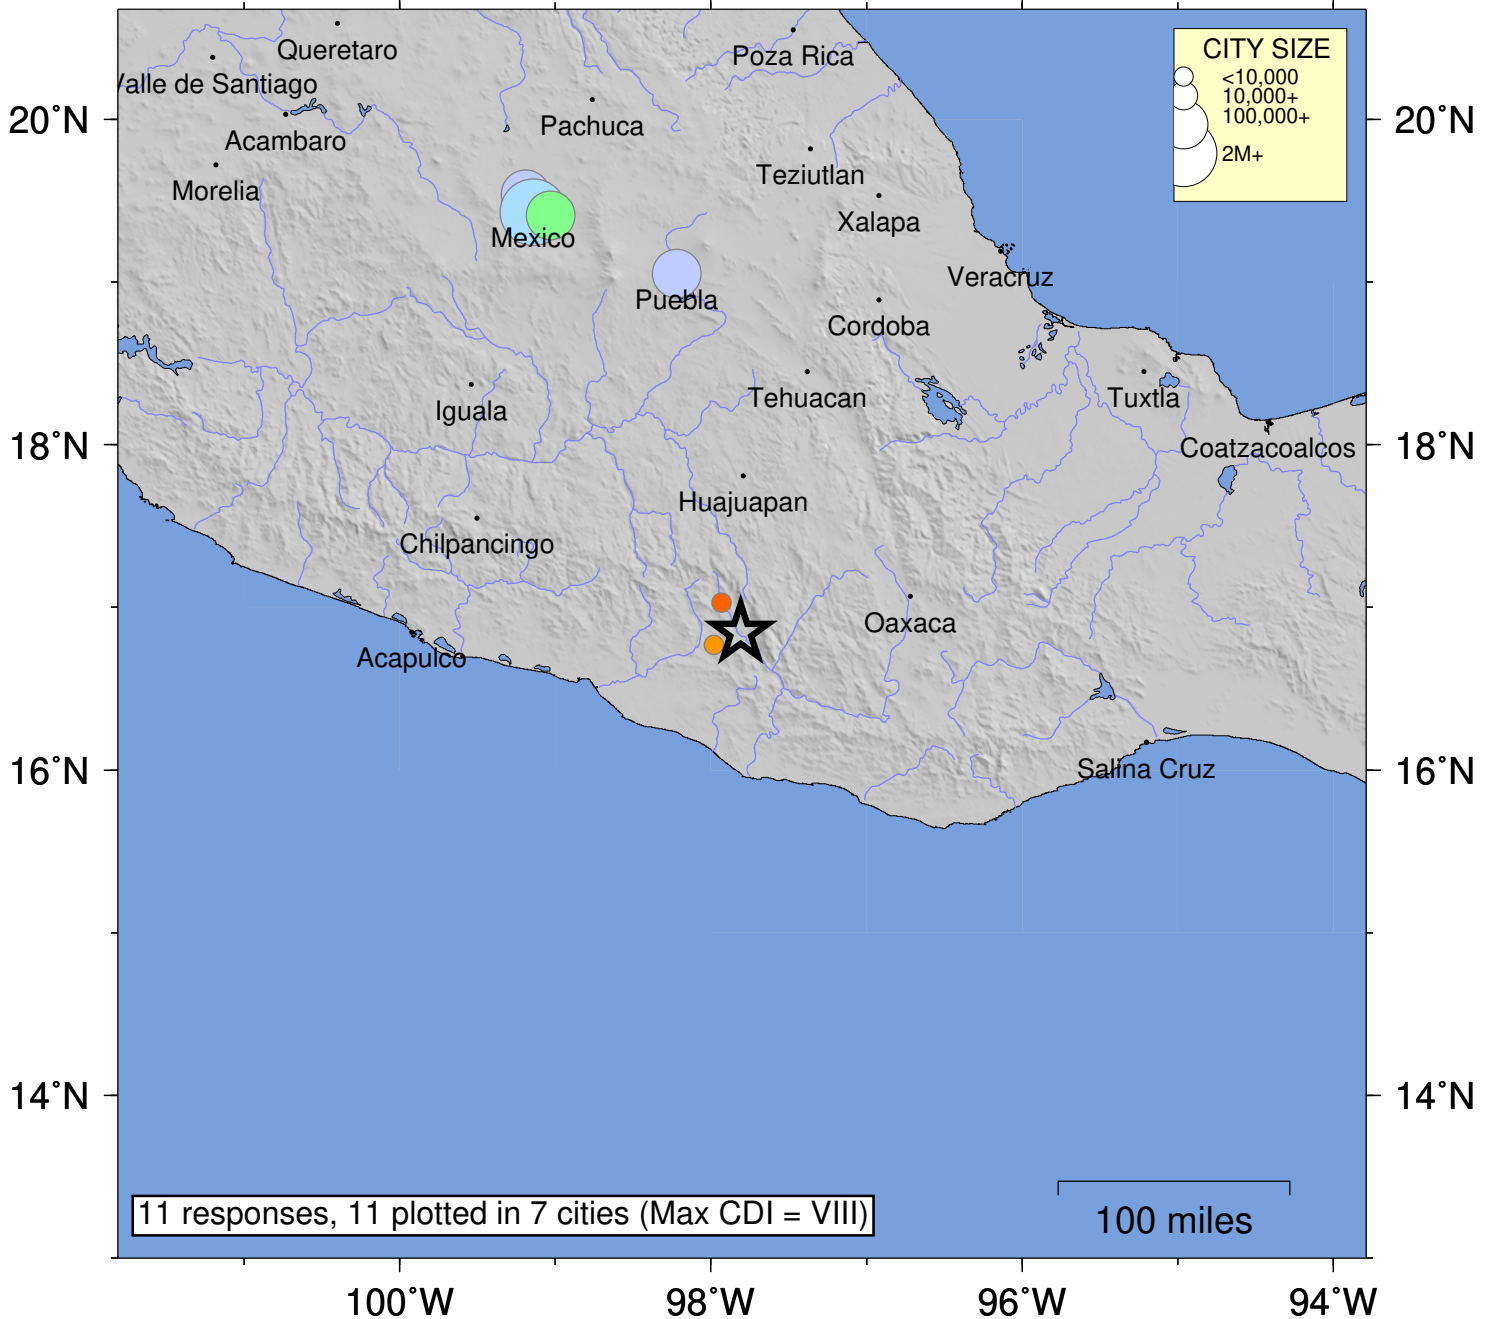 Queretaro
Poza Rica
CITY SIZE
<10,000
10,000+
100,000+
2M+
alle de Santiago
20˚N
20˚N
Pachuca
Acambaro
Teziutlan
Morelia
Xalapa
Mexico
Veracruz
Puebla
Cordoba
Tehuacan
Tuxtla
Iguala
18˚N
Coatzacoalcos
18˚N
Huajuapan
Chilpancingo
Oaxaca
Acapulco
16˚N
Salina Cruz
16˚N
14˚N
14˚N
11 responses, 11 plotted in 7 cities (Max CDI = VIII)
100 miles
100˚W
98˚W
96˚W
94˚W